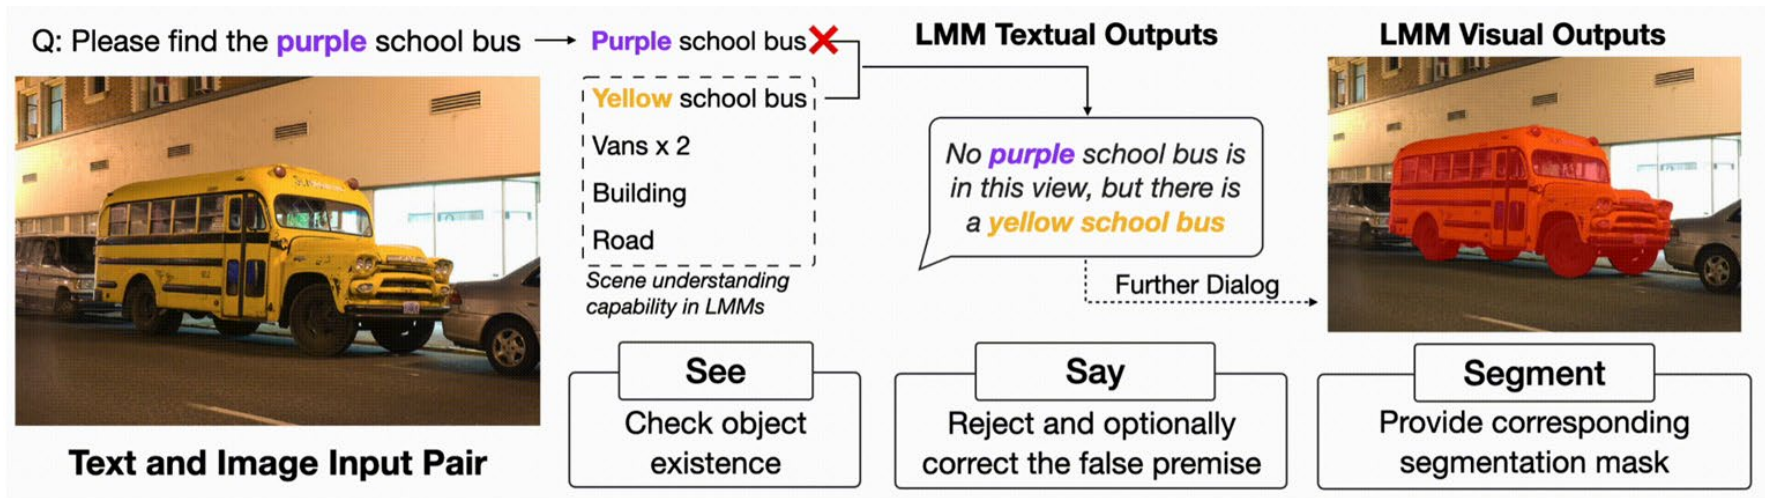 Q: Please find the purple school bus
Purple school bus
Yellow school bus
Vans x 2
Building
Road
Scene understanding
capability in LMMs
LMM Textual Outputs
No purple school bus is
in this view, but there is
a yellow school bus
Further Dialog
LMM Visual Outputs
Text and Image Input Pair
See
Check object
existence
Say
Reject and optionally
correct the false premise
Segment
Provide corresponding
segmentation mask